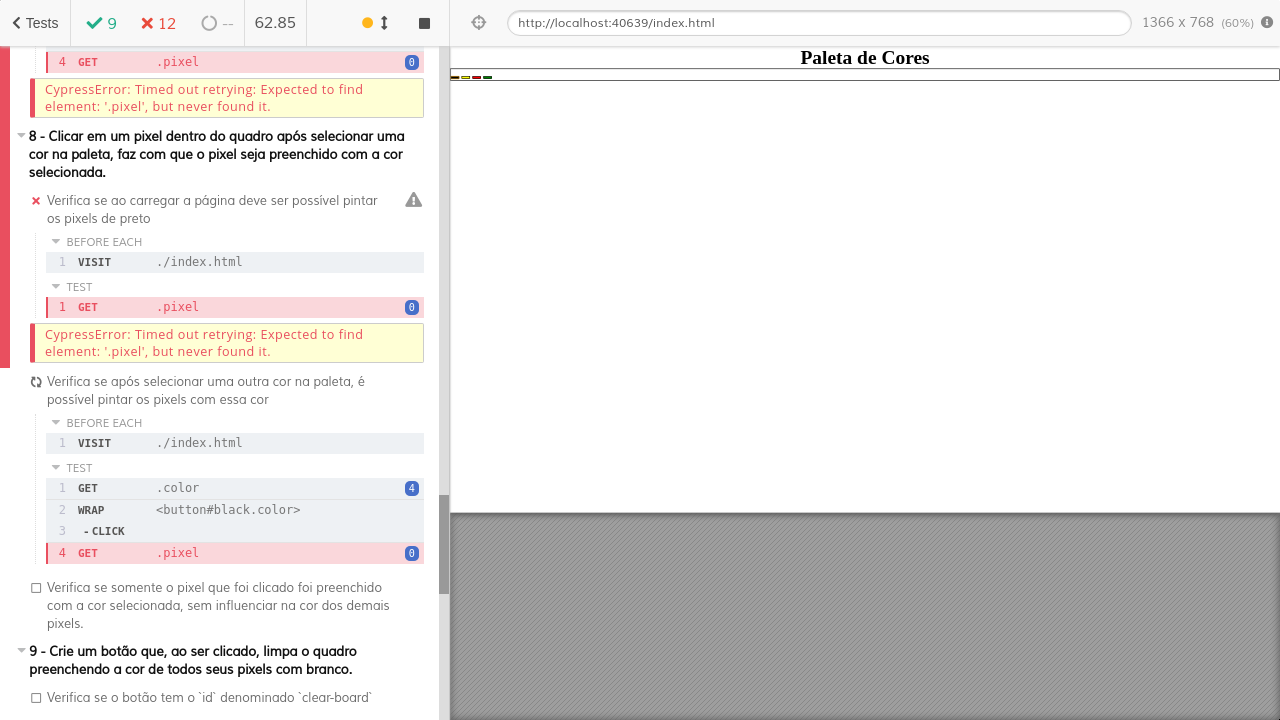 Tests
9
12
--
62.85
http://localhost:40639/index.html
1366 x 768 (60%)
4 GET .pixel 0
CypressError: Timed out retrying: Expected to find
element: '.pixel', but never found it.
8 - Clicar em um pixel dentro do quadro após selecionar uma
cor na paleta, faz com que o pixel seja preenchido com a cor
selecionada.
Verifica se ao carregar a página deve ser possível pintar
os pixels de preto
BEFORE EACH
1 VISIT ./index.html
TEST
1 GET .pixel 0
CypressError: Timed out retrying: Expected to find
element: '.pixel', but never found it.
Verifica se após selecionar uma outra cor na paleta, é
possível pintar os pixels com essa cor
BEFORE EACH
1 VISIT ./index.html
TEST
1 GET .color 4
2 WRAP <button#black.color>
3 - CLICK
4 GET .pixel 0
Verifica se somente o pixel que foi clicado foi preenchido
com a cor selecionada, sem influenciar na cor dos demais
pixels.
9 - Crie um botão que, ao ser clicado, limpa o quadro
preenchendo a cor de todos seus pixels com branco.
Verifica se o botão tem o `id` denominado `clear-board`
Paleta de Cores